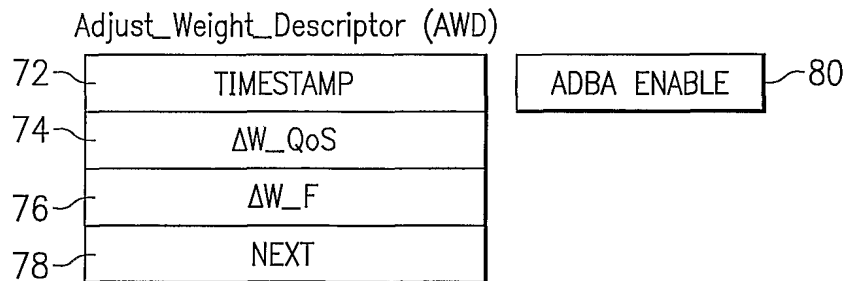 Adjust_Weight_Descriptor (AWD)
72 TIMESTAMP ADBA ENABLE 80
74 ΔW_QoS
76 ΔW_F
78 NEXT